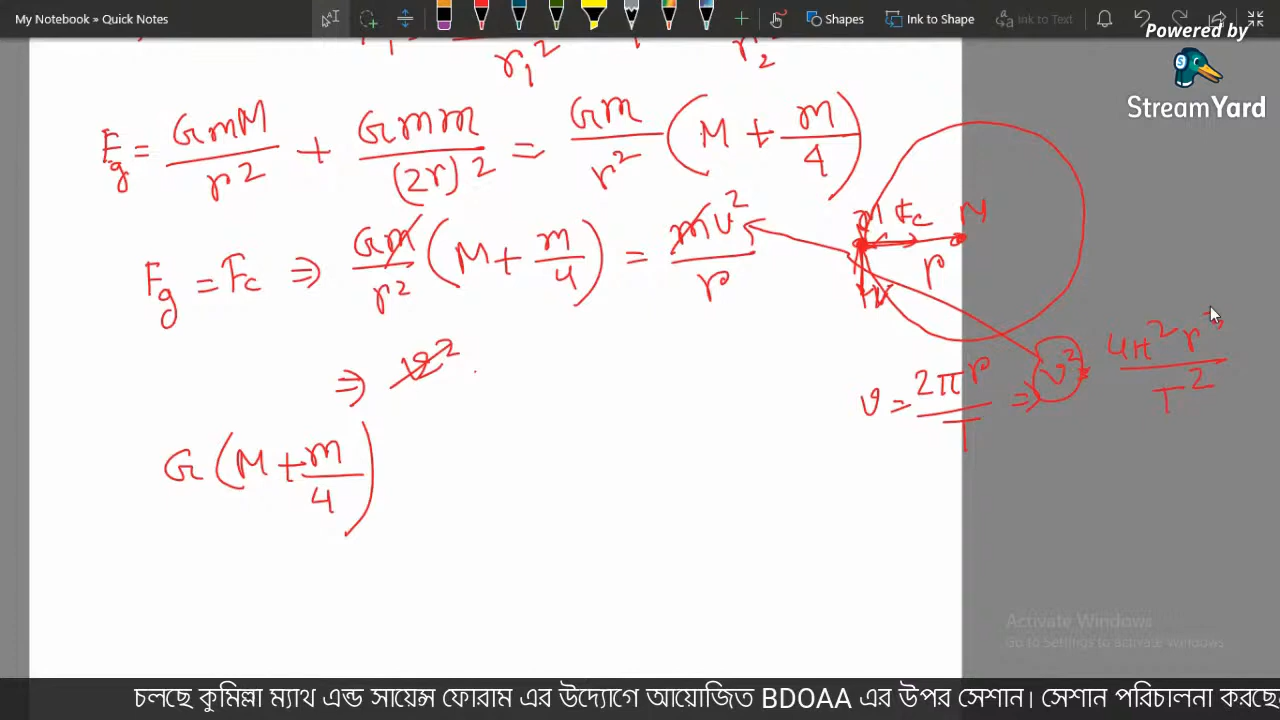 My Notebook » Quick Notes
Shapes Ink to Shape Ink to Text
Powered by
StreamYard
r₁² r₂²
Fg = GmM/r² + Gmm/(2r)² = Gm/r² (M + m/4)
Fg = Fc ⇒ Gm/r² (M + m/4) = mv²/r
M Fc M
r
⇒ v²
v = 2πr/T ⇒ v² = 4π²r²/T²
G (M + m/4)
Activate Windows
Go to Settings to activate Windows.
চলছে কুমিল্লা ম্যাথ এন্ড সায়েন্স ফোরাম এর উদ্যোগে আয়োজিত BDOAA এর উপর সেশান। সেশান পরিচালনা করছে